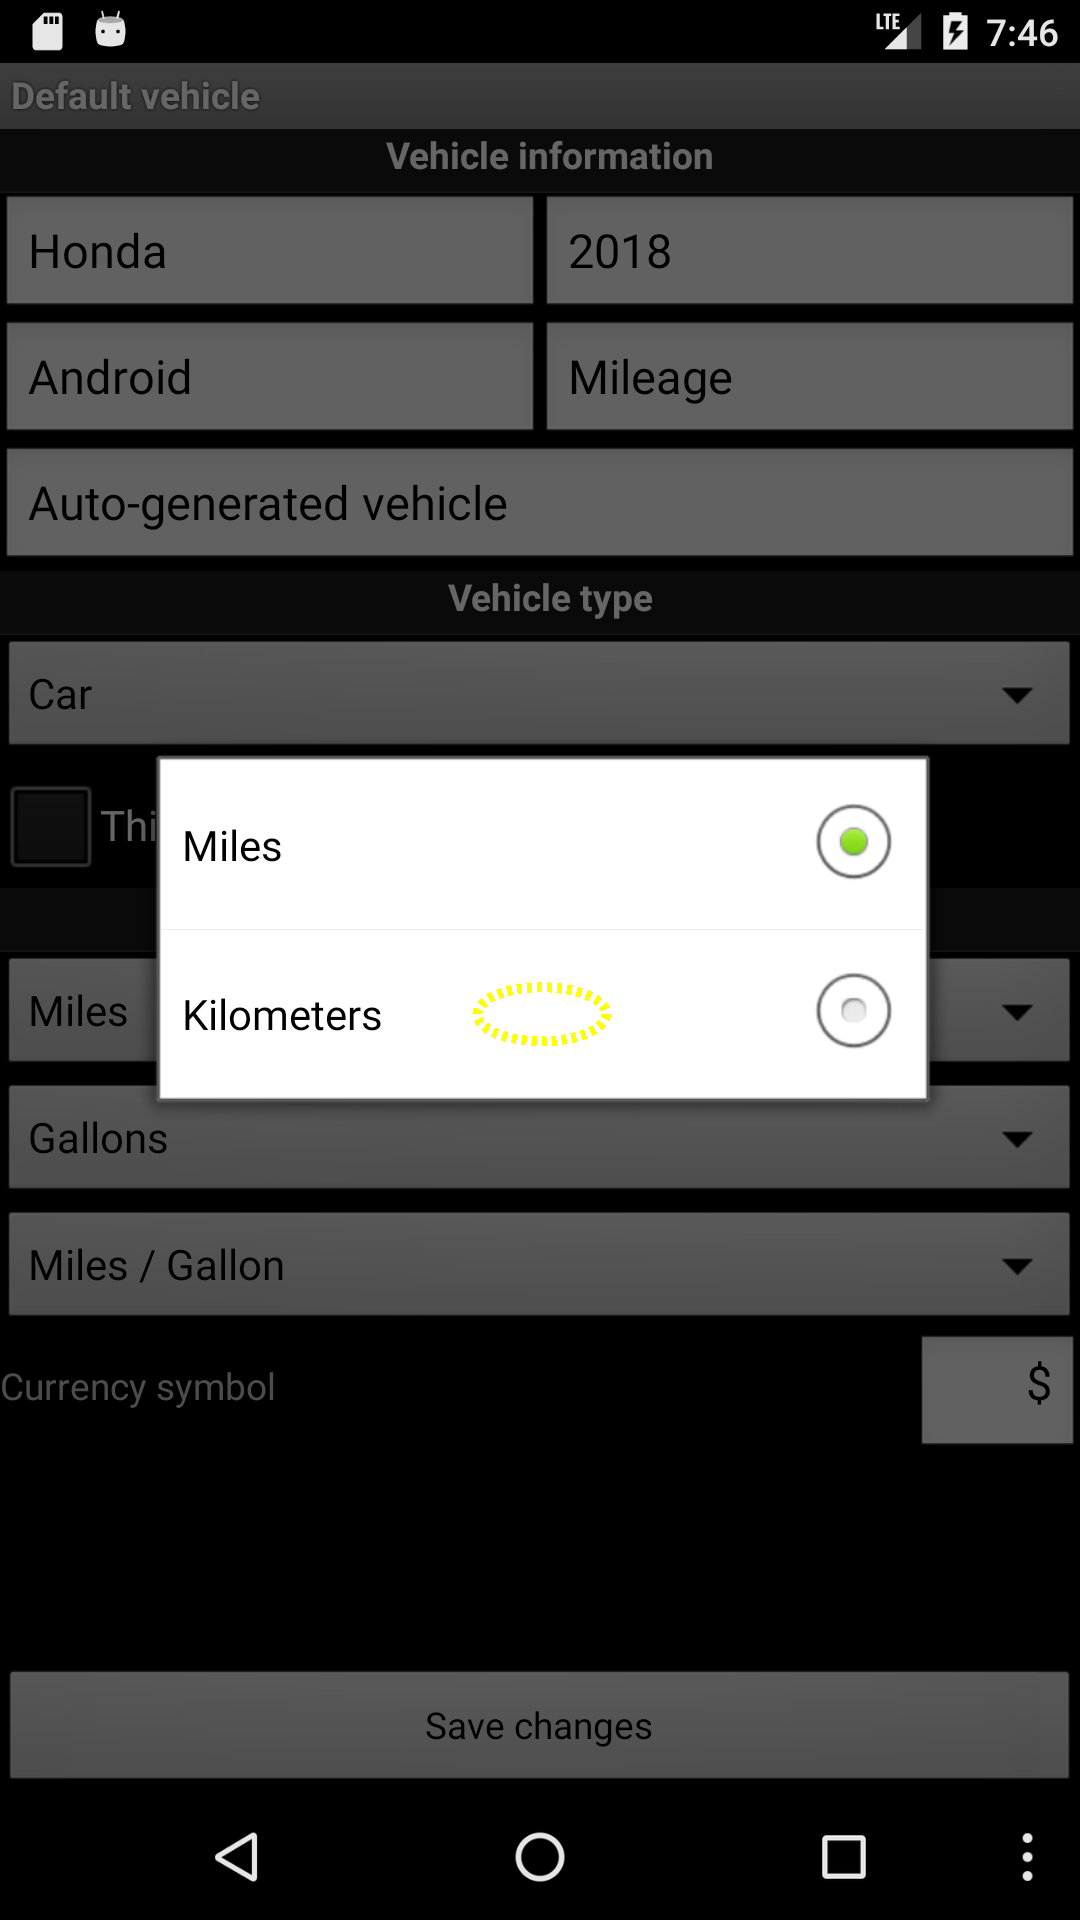 LTE 7:46
Default vehicle
Vehicle information
Honda 2018
Android Mileage
Auto-generated vehicle
Vehicle type
Car
Thi
Miles
Kilometers
Miles
Gallons
Miles / Gallon
Currency symbol $
Save changes